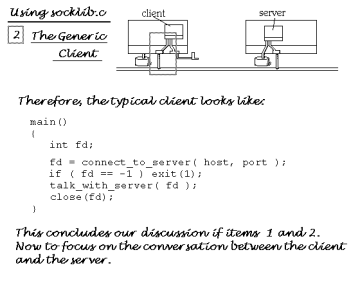 Using socklib.c
client
server
2 The Generic
Client
Therefore, the typical client looks like:
main()
{
int fd;
fd = connect_to_server( host, port );
if ( fd == -1 ) exit(1);
talk_with_server( fd );
close(fd);
}
This concludes our discussion if items 1 and 2.
Now to focus on the conversation between the client
and the server.